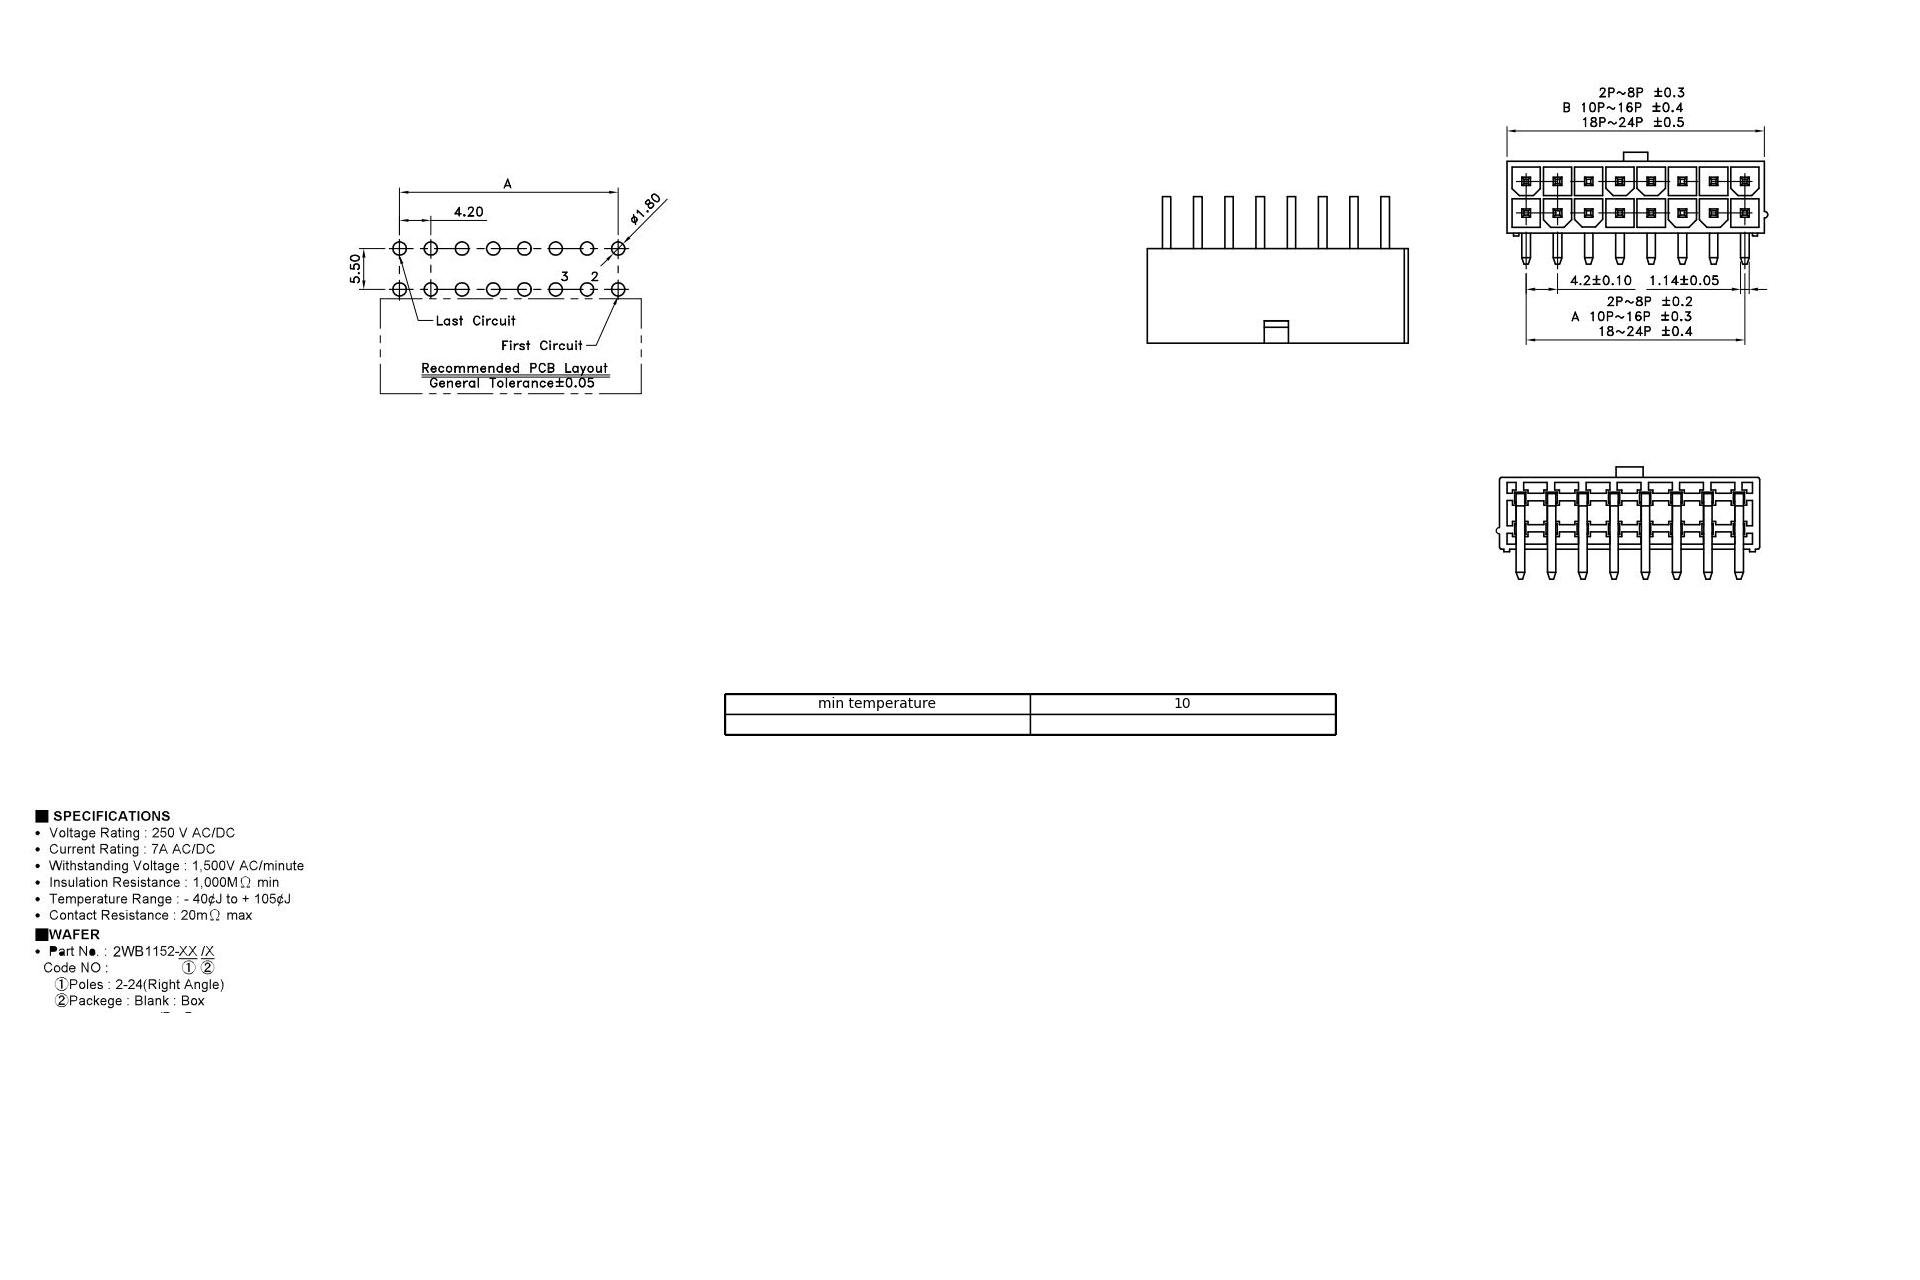 2P~8P ±0.3
B 10P~16P ±0.4
18P~24P ±0.5
A
4.20
ø1.80
5.50
3 2
Last Circuit
First Circuit
Recommended PCB Layout
General Tolerance±0.05
4.2±0.10 1.14±0.05
2P~8P ±0.2
A 10P~16P ±0.3
18~24P ±0.4
min temperature 10
■ SPECIFICATIONS
• Voltage Rating : 250 V AC/DC
• Current Rating : 7A AC/DC
• Withstanding Voltage : 1,500V AC/minute
• Insulation Resistance : 1,000MΩ min
• Temperature Range : - 40¢J to + 105¢J
• Contact Resistance : 20mΩ max
■WAFER
• Part No. : 2WB1152-XX /X
Code NO : ① ②
①Poles : 2-24(Right Angle)
②Packege : Blank : Box